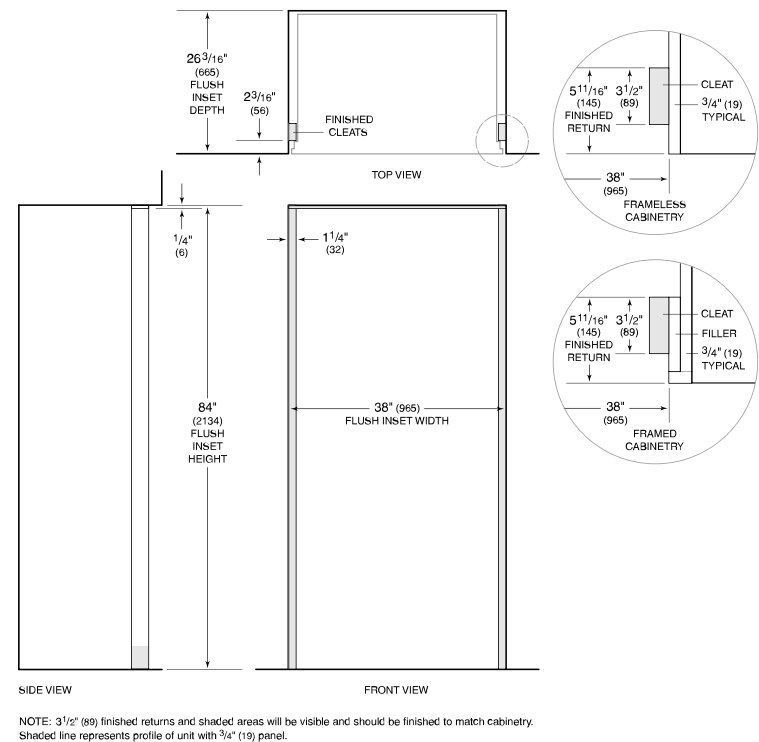 26 3/16"
(665)
FLUSH
INSET
DEPTH
2 3/16"
(56)
FINISHED
CLEATS
TOP VIEW
5 11/16"
(145)
FINISHED
RETURN
3 1/2"
(89)
CLEAT
3/4" (19)
TYPICAL
38"
(965)
FRAMELESS
CABINETRY
1/4"
(6)
1 1/4"
(32)
5 11/16"
(145)
FINISHED
RETURN
3 1/2"
(89)
CLEAT
FILLER
3/4" (19)
TYPICAL
38"
(965)
FRAMED
CABINETRY
84"
(2134)
FLUSH
INSET
HEIGHT
38" (965)
FLUSH INSET WIDTH
SIDE VIEW
FRONT VIEW
NOTE: 3 1/2" (89) finished returns and shaded areas will be visible and should be finished to match cabinetry.
Shaded line represents profile of unit with 3/4" (19) panel.